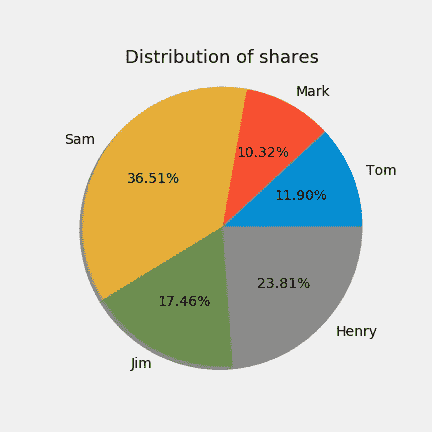 Distribution of shares
Mark
Sam
10.32%
Tom
36.51%
11.90%
23.81%
17.46%
Henry
Jim